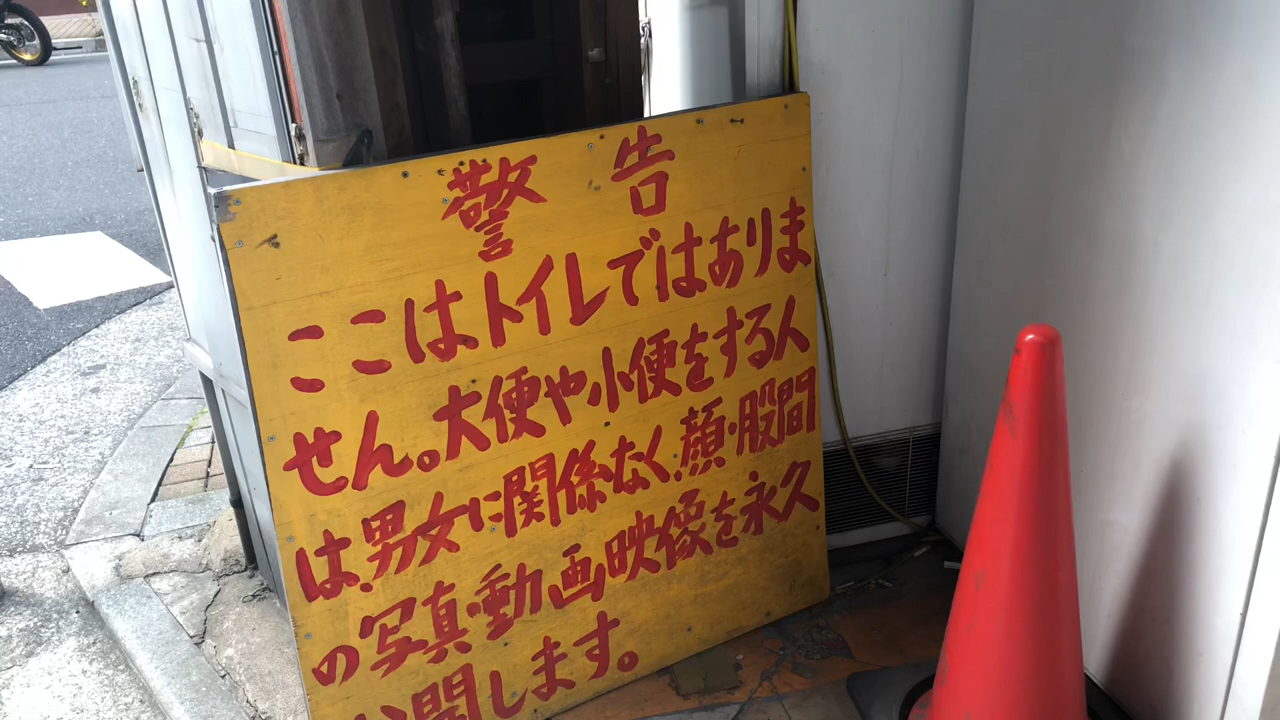 警告
ここはトイレではありま
せん。大便や小便をする人
は、男女に関係なく、顔・股間
の写真・動画映像を永久
公開します。